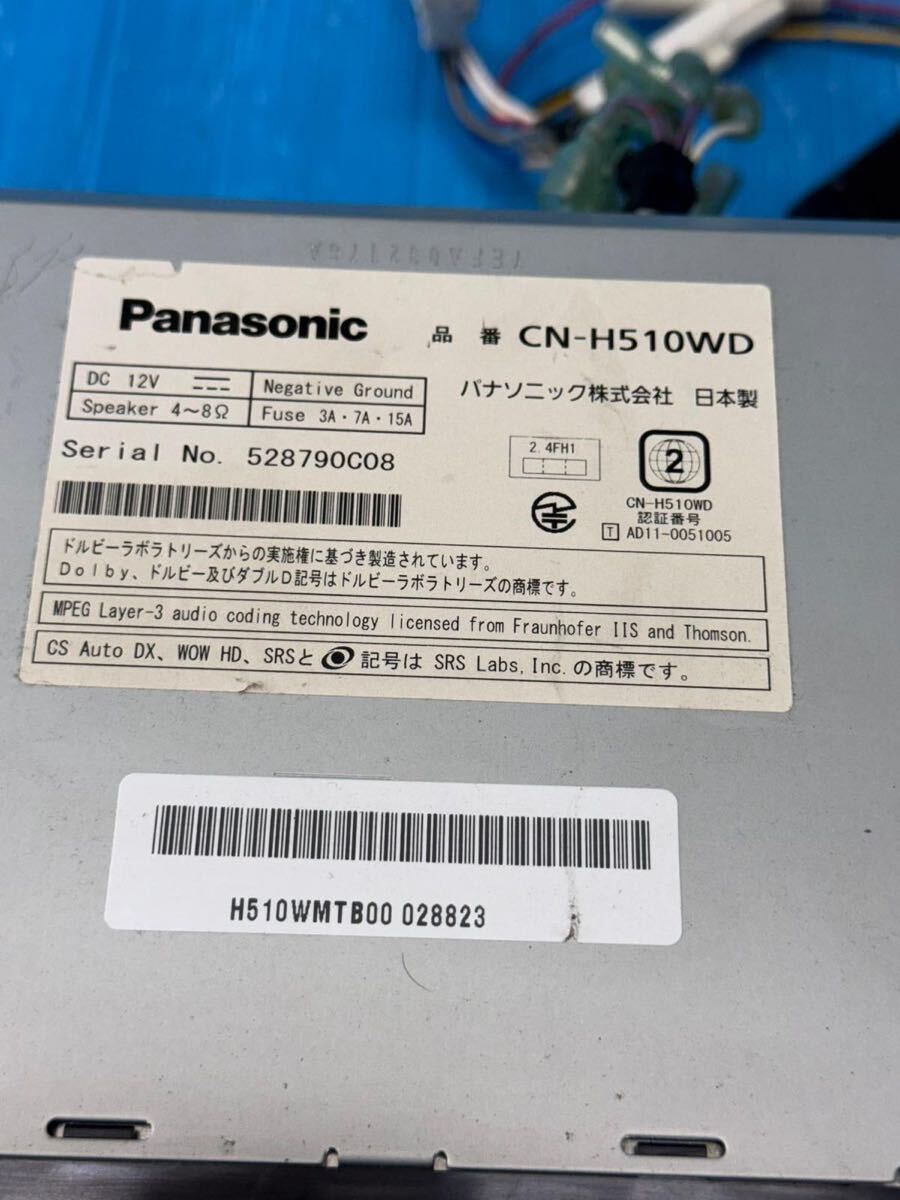 Panasonic 品 番 CN-H510WD
DC 12V Negative Ground
Speaker 4~8Ω Fuse 3A・7A・15A
パナソニック株式会社 日本製
Serial No. 528790C08
2.4FH1
2
CN-H510WD
認証番号
T AD11-0051005
ドルビーラボラトリーズからの実施権に基づき製造されています。
Dolby、ドルビー及びダブルD記号はドルビーラボラトリーズの商標です。
MPEG Layer-3 audio coding technology licensed from Fraunhofer IIS and Thomson.
CS Auto DX、WOW HD、SRSと 記号は SRS Labs, Inc. の商標です。
H510WMTB00 028823